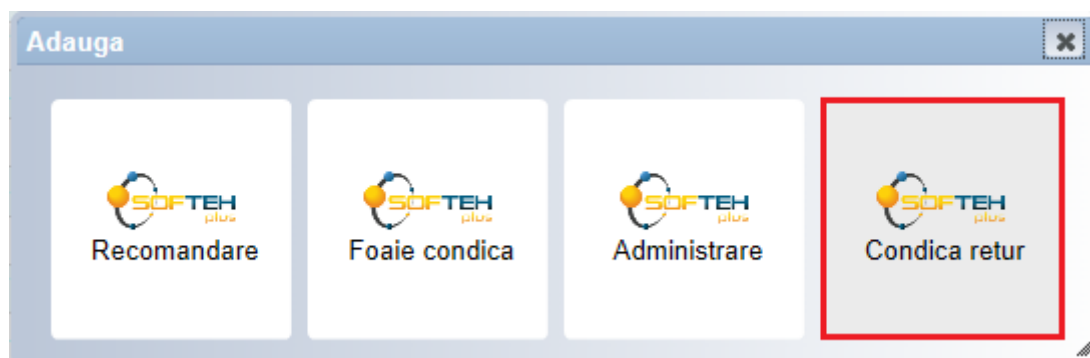 Adauga
SOFTEH
plus
Recomandare
SOFTEH
plus
Foaie condica
SOFTEH
plus
Administrare
SOFTEH
plus
Condica retur